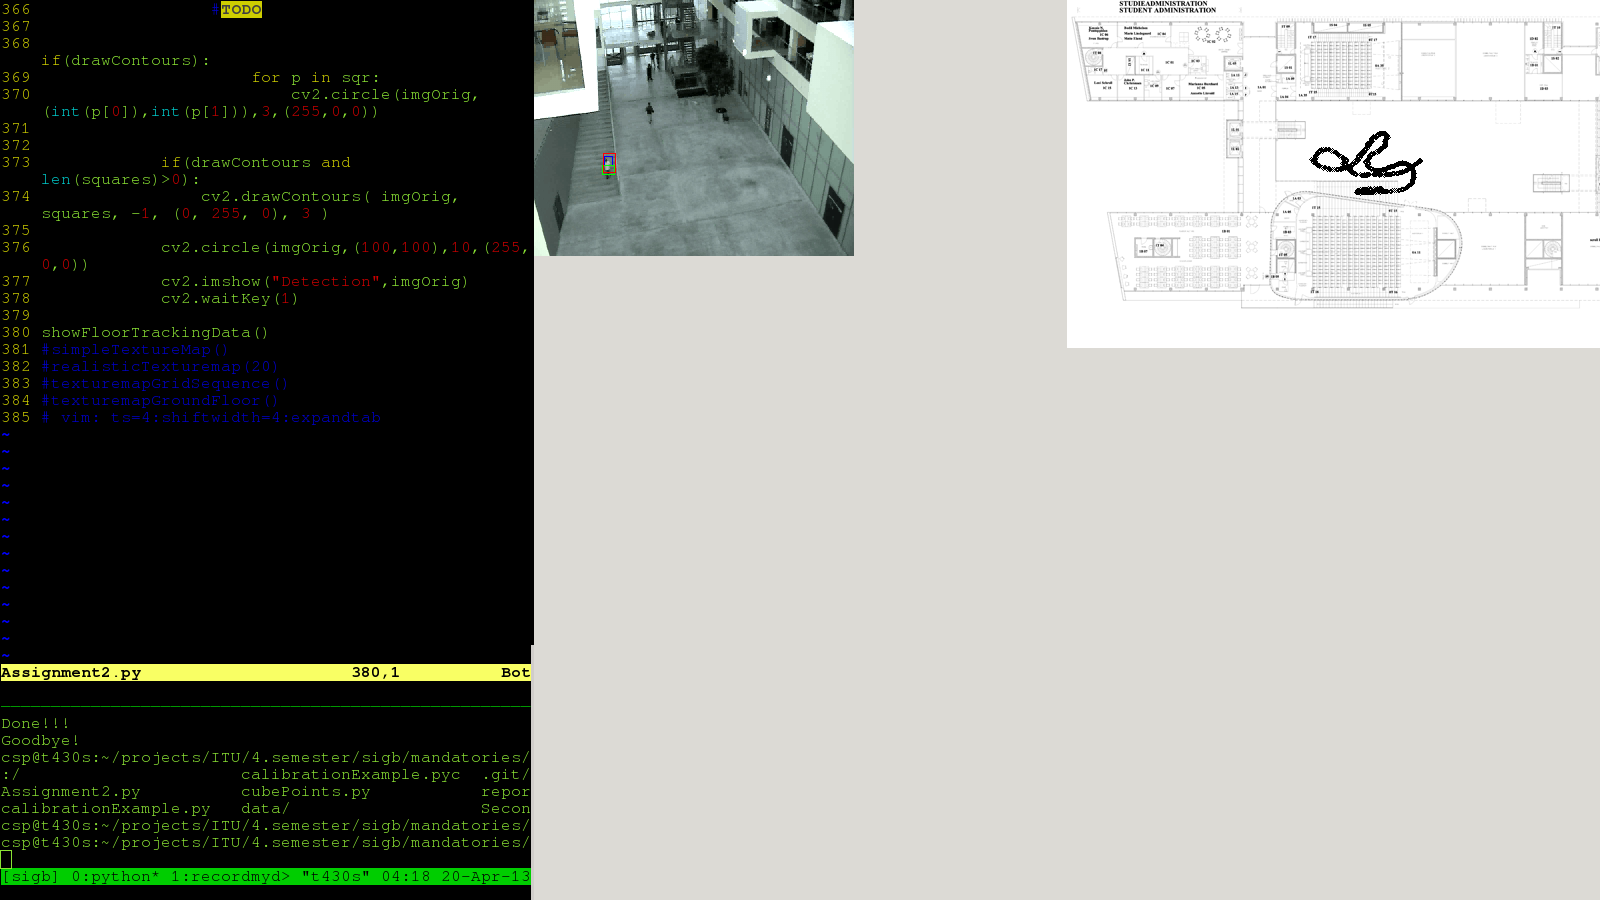 366 #TODO
367
368
if(drawContours):
369 for p in sqr:
370 cv2.circle(imgOrig,
(int(p[0]),int(p[1])),3,(255,0,0))
371
372
373 if(drawContours and
len(squares)>0):
374 cv2.drawContours( imgOrig,
squares, -1, (0, 255, 0), 3 )
375
376 cv2.circle(imgOrig,(100,100),10,(255,
0,0))
377 cv2.imshow("Detection",imgOrig)
378 cv2.waitKey(1)
379
380 showFloorTrackingData()
381 #simpleTextureMap()
382 #realisticTexturemap(20)
383 #texturemapGridSequence()
384 #texturemapGroundFloor()
385 # vim: ts=4:shiftwidth=4:expandtab
~
~
~
~
~
~
~
~
~
~
~
~
~
~
Assignment2.py 380,1 Bot
Done!!!
Goodbye!
csp@t430s:~/projects/ITU/4.semester/sigb/mandatories/
:/ calibrationExample.pyc .git/
Assignment2.py cubePoints.py repor
calibrationExample.py data/ Secon
csp@t430s:~/projects/ITU/4.semester/sigb/mandatories/
csp@t430s:~/projects/ITU/4.semester/sigb/mandatories/
[sigb] 0:python* 1:recordmyd> "t430s" 04:18 20-Apr-13
STUDIEADMINISTRATION
STUDENT ADMINISTRATION